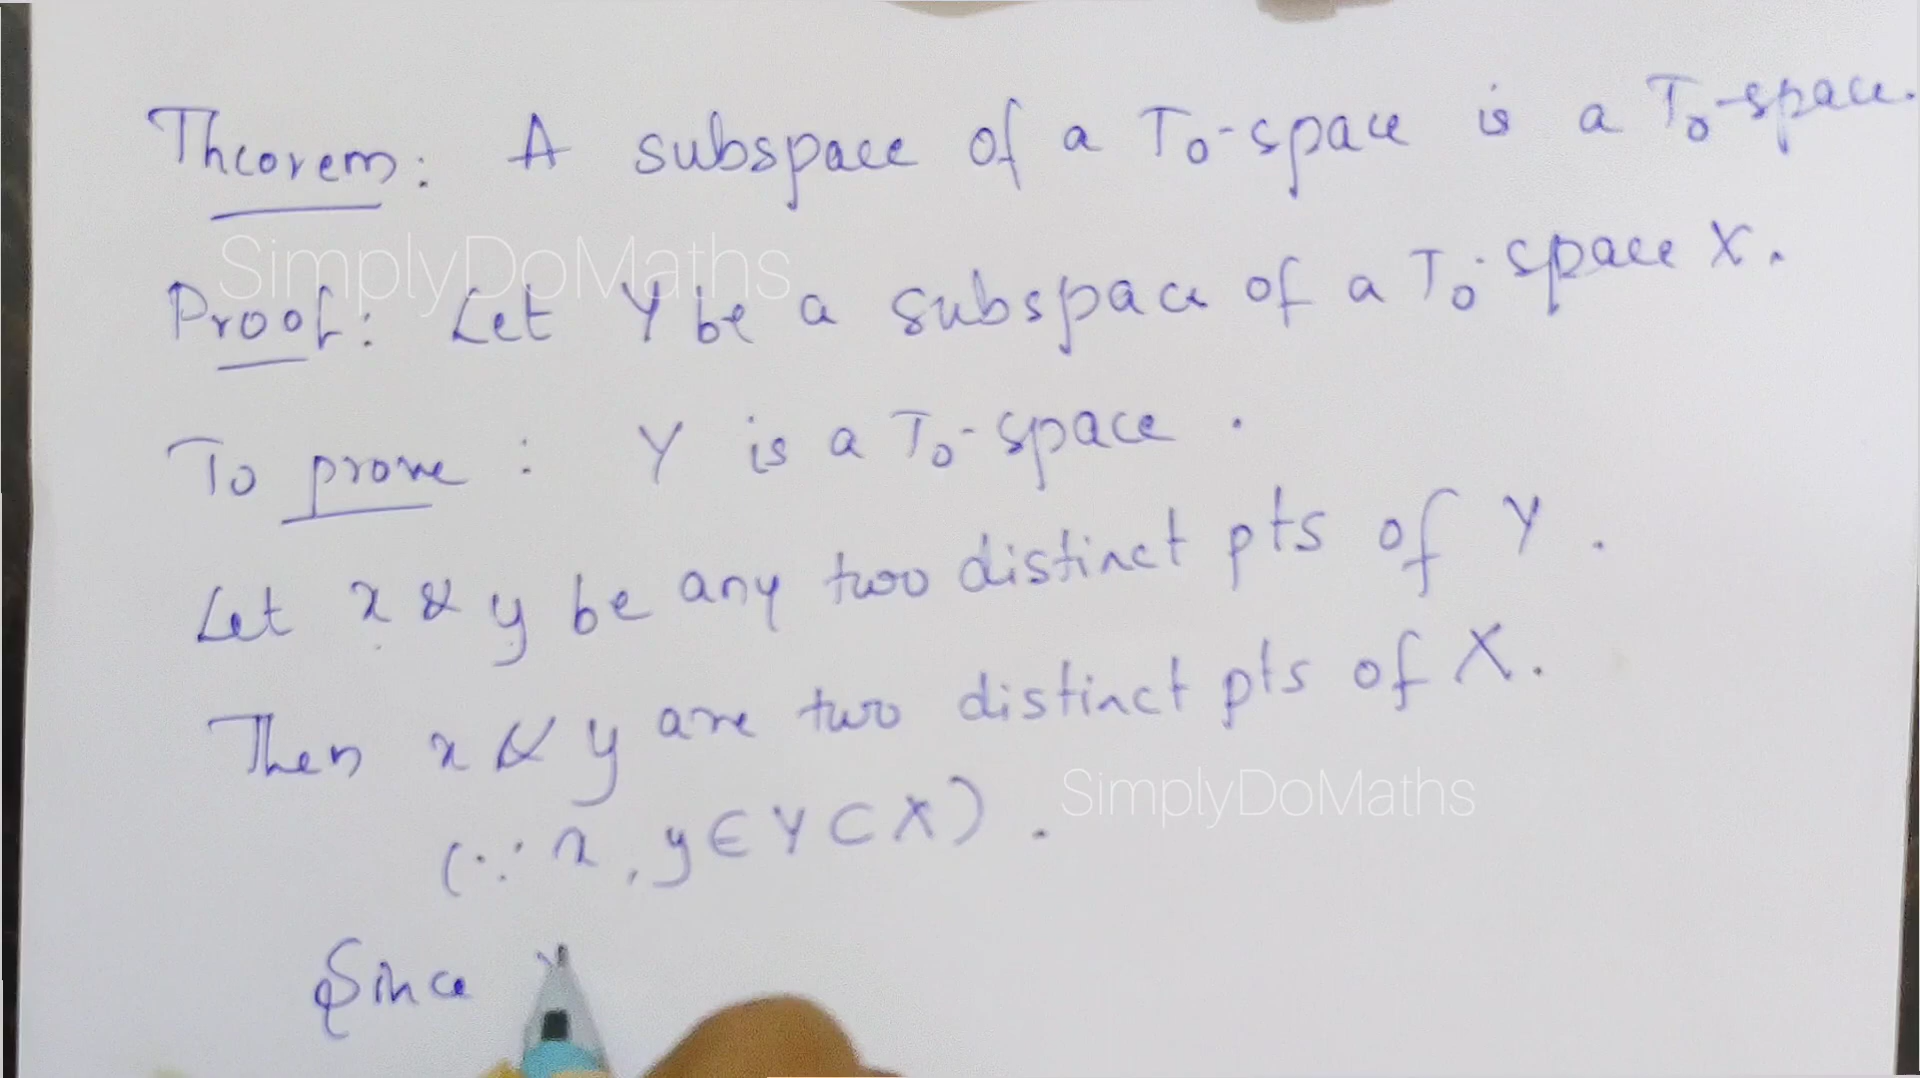 Theorem: A subspace of a T₀-space is a T₀-space.
SimplyDoMaths
Proof: Let Y be a subspace of a T₀-space X.
To prove : Y is a T₀-space .
Let x & y be any two distinct pts of Y .
Then x & y are two distinct pts of X.
SimplyDoMaths
(∵ x, y ∈ Y ⊂ X) .
Since